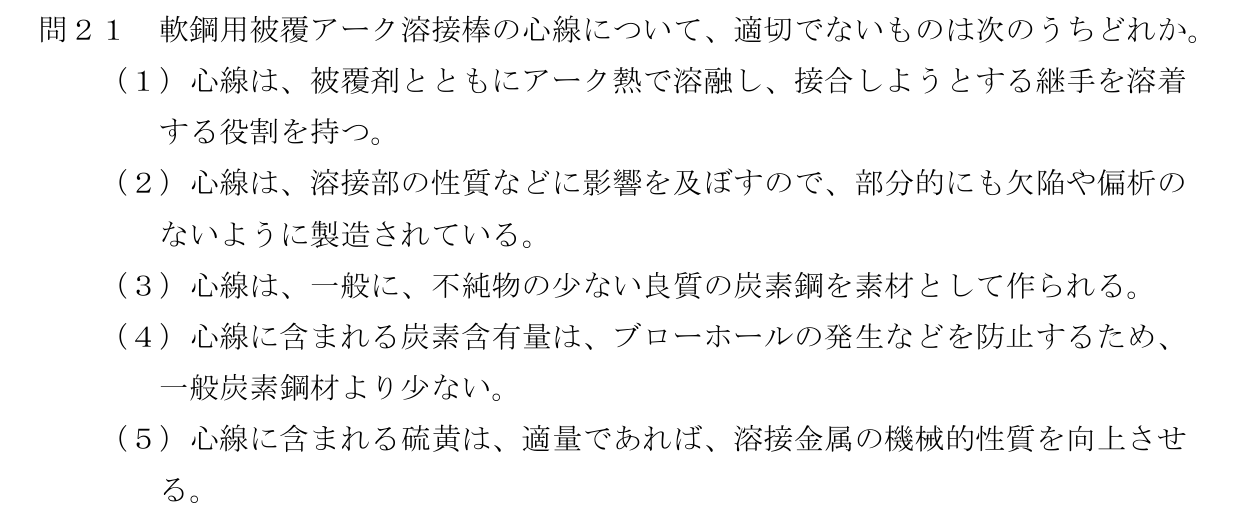 問２１　軟鋼用被覆アーク溶接棒の心線について、適切でないものは次のうちどれか。
（１）心線は、被覆剤とともにアーク熱で溶融し、接合しようとする継手を溶着
する役割を持つ。
（２）心線は、溶接部の性質などに影響を及ぼすので、部分的にも欠陥や偏析の
ないように製造されている。
（３）心線は、一般に、不純物の少ない良質の炭素鋼を素材として作られる。
（４）心線に含まれる炭素含有量は、ブローホールの発生などを防止するため、
一般炭素鋼材より少ない。
（５）心線に含まれる硫黄は、適量であれば、溶接金属の機械的性質を向上させ
る。